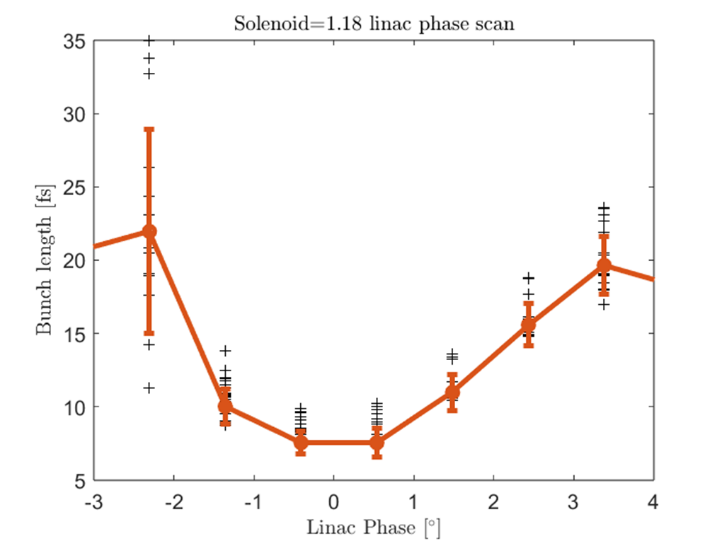 Solenoid=1.18 linac phase scan
35
30
25
20
15
10
5
Bunch length [fs]
-3 -2 -1 0 1 2 3 4
Linac Phase [°]